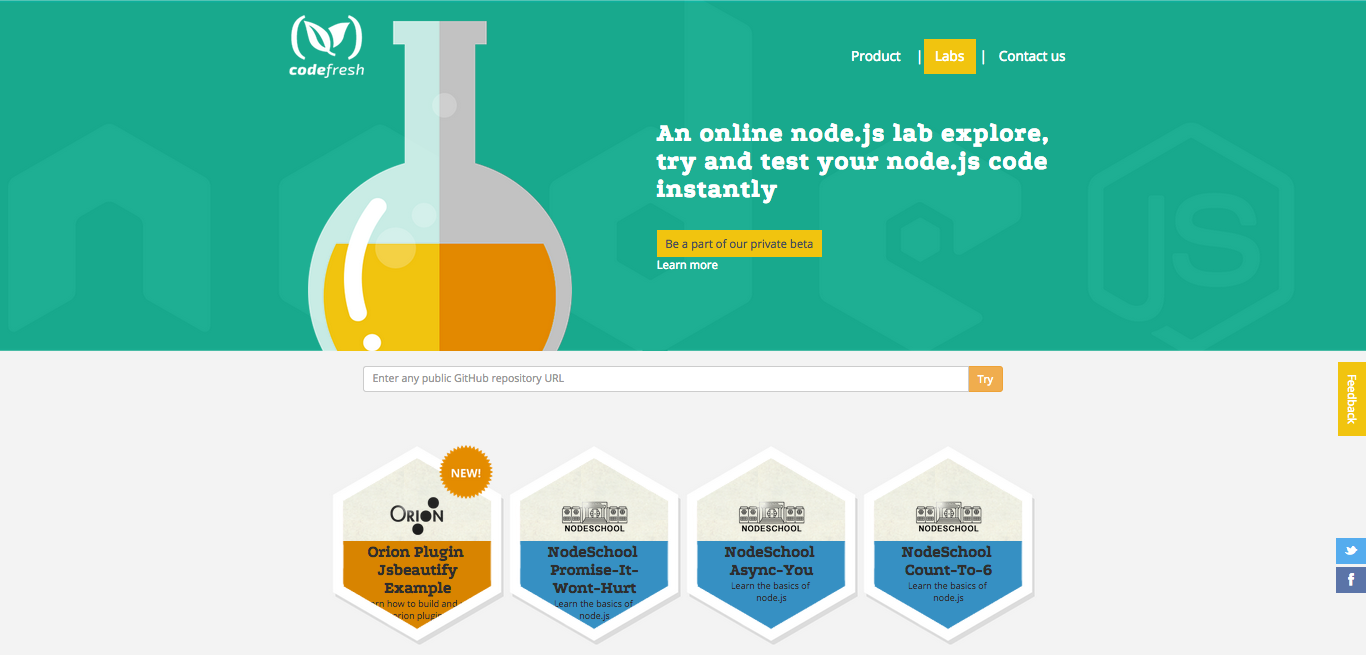 codefresh
Product | Labs | Contact us
An online node.js lab explore,
try and test your node.js code
instantly
Be a part of our private beta
Learn more
JS
Enter any public GitHub repository URL
Try
Feedback
NEW!
ORION
Orion Plugin
Jsbeautify
Example
rn how to build and
orion plugin
NODESCHOOL
NodeSchool
Promise-It-
Wont-Hurt
Learn the basics of
node.js
NODESCHOOL
NodeSchool
Async-You
Learn the basics of
node.js
NODESCHOOL
NodeSchool
Count-To-6
Learn the basics of
node.js